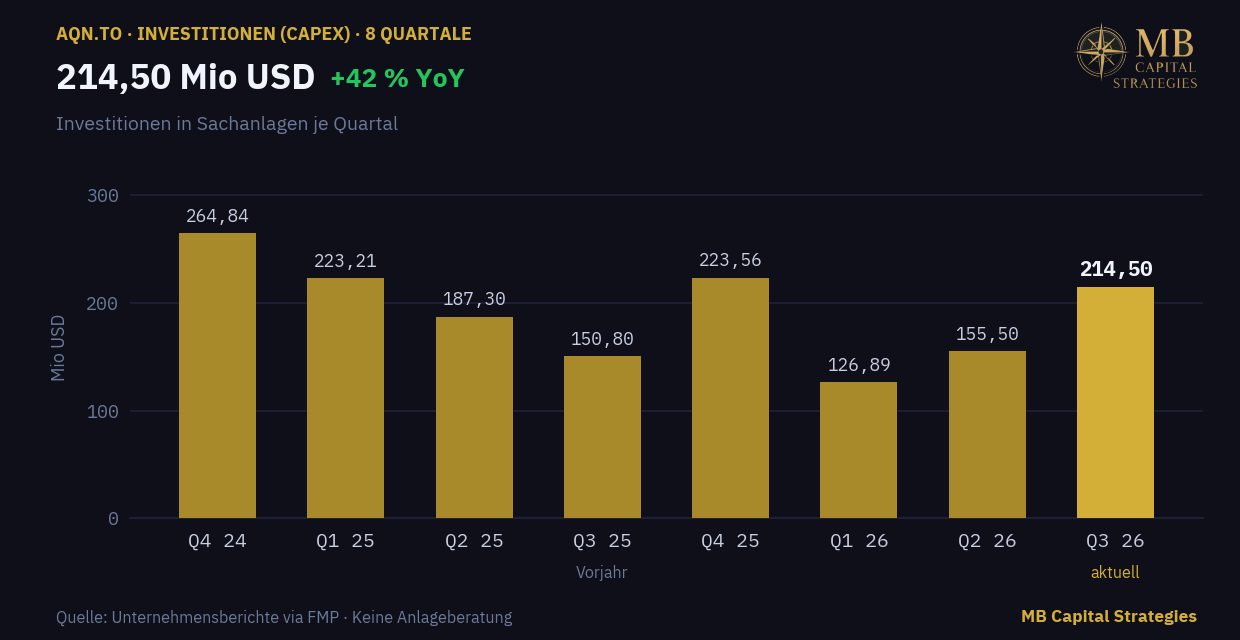 AQN.TO · INVESTITIONEN (CAPEX) · 8 QUARTALE
214,50 Mio USD +42 % YoY
Investitionen in Sachanlagen je Quartal
MB
CAPITAL
STRATEGIES
Mio USD
300
200
100
0
264,84
223,21
187,30
150,80
223,56
126,89
155,50
214,50
Q4 24
Q1 25
Q2 25
Q3 25
Q4 25
Q1 26
Q2 26
Q3 26
Vorjahr
aktuell
Quelle: Unternehmensberichte via FMP · Keine Anlageberatung
MB Capital Strategies